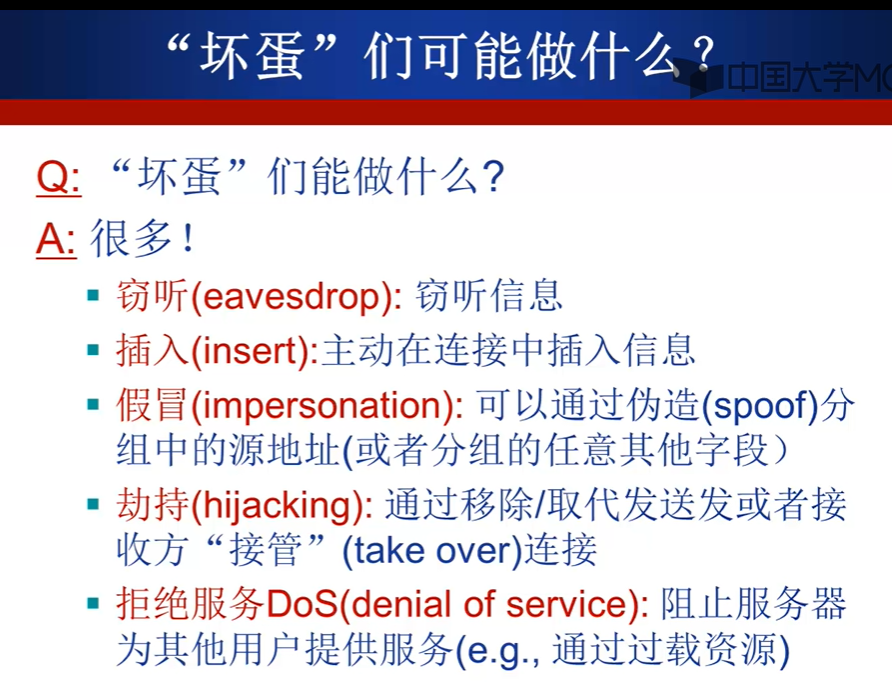 “坏蛋”们可能做什么？
中国大学MO
Q: “坏蛋”们能做什么?
A: 很多！
窃听(eavesdrop): 窃听信息
插入(insert):主动在连接中插入信息
假冒(impersonation): 可以通过伪造(spoof)分
组中的源地址(或者分组的任意其他字段）
劫持(hijacking): 通过移除/取代发送发或者接
收方“接管”(take over)连接
拒绝服务DoS(denial of service): 阻止服务器
为其他用户提供服务(e.g., 通过过载资源)